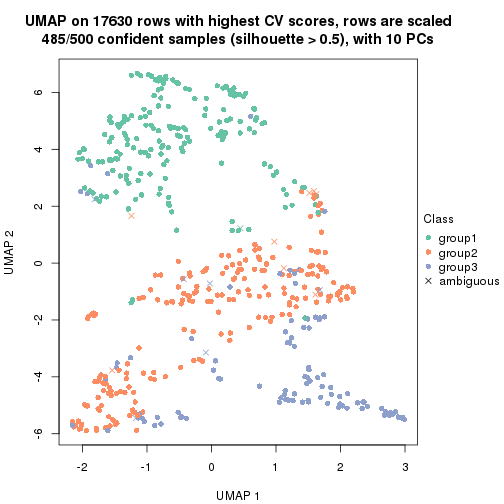 UMAP on 17630 rows with highest CV scores, rows are scaled
485/500 confident samples (silhouette > 0.5), with 10 PCs
6
4
2
0
-2
-4
-6
UMAP 2
-2
-1
0
1
2
3
UMAP 1
Class
group1
group2
group3
ambiguous